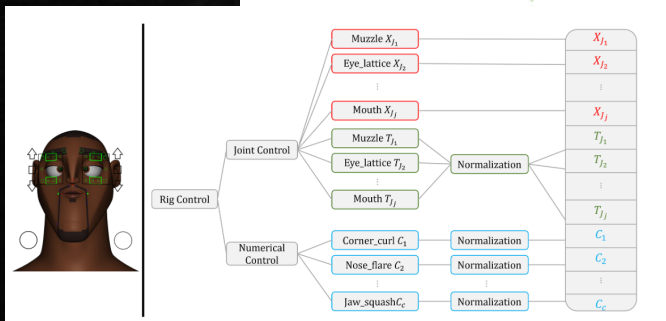 Muzzle X_{J_1}
Eye_lattice X_{J_2}
⋮
Mouth X_{J_j}
Joint Control
Muzzle T_{J_1}
Eye_lattice T_{J_2}
⋮
Mouth T_{J_j}
Normalization
Rig Control
Numerical
Control
Corner_curl C_1
Normalization
Nose_flare C_2
Normalization
⋮
⋮
Jaw_squashC_c
Normalization
X_{J_1}
X_{J_2}
⋮
X_{J_j}
T_{J_1}
T_{J_2}
⋮
T_{J_j}
C_1
C_2
⋮
C_c